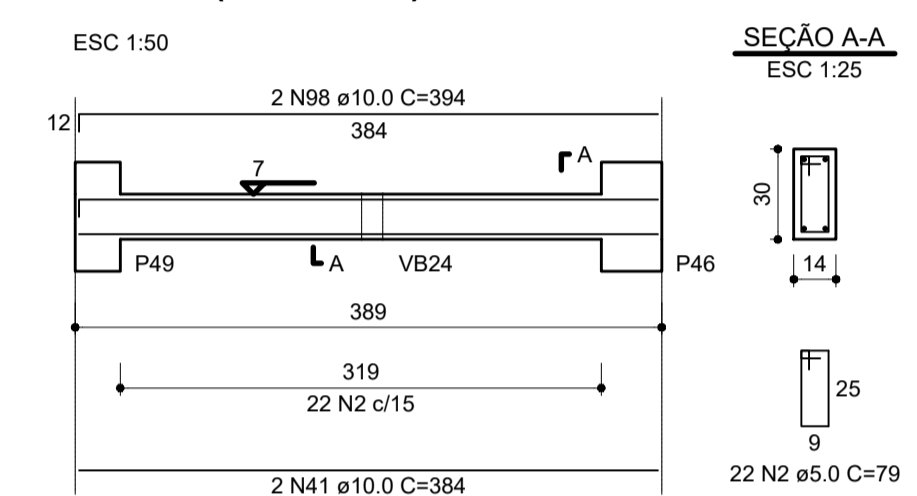 ESC 1:50
SEÇÃO A-A
ESC 1:25
2 N98 ø10.0 C=394
12
384
A
7
30
P49
A
VB24
P46
14
389
319
22 N2 c/15
25
9
22 N2 ø5.0 C=79
2 N41 ø10.0 C=384